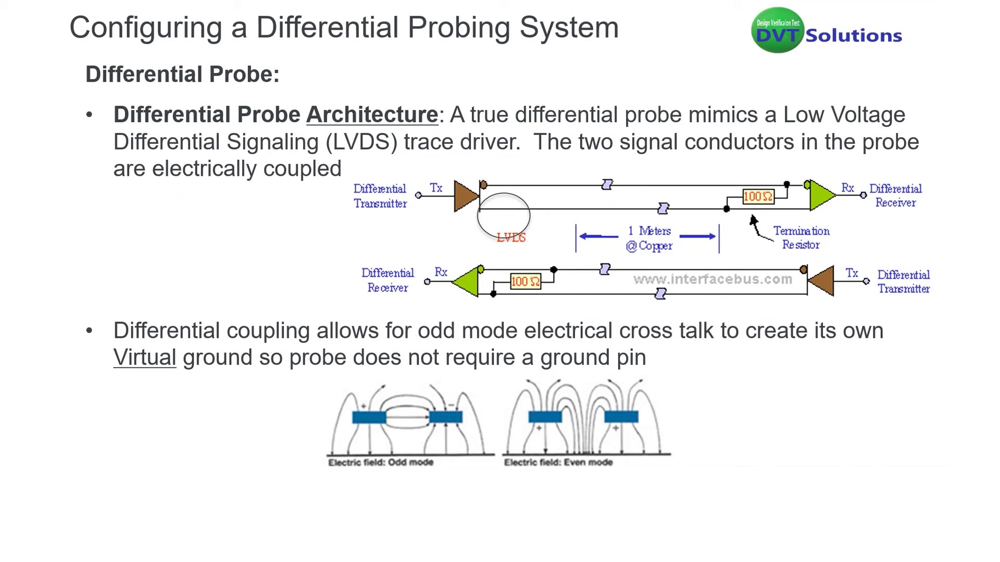 Configuring a Differential Probing System
Design Verificaion Test
DVT Solutions
Differential Probe:
• Differential Probe Architecture: A true differential probe mimics a Low Voltage
Differential Signaling (LVDS) trace driver. The two signal conductors in the probe
are electrically coupled
Differential
Transmitter
Tx
100Ω
Rx
Differential
Receiver
LVDS
1 Meters
@ Copper
Termination
Resistor
Differential
Receiver
Rx
100Ω
www.interfacebus.com
Tx
Differential
Transmitter
• Differential coupling allows for odd mode electrical cross talk to create its own
Virtual ground so probe does not require a ground pin
+
−
+
+
Electric field: Odd mode
Electric field: Even mode